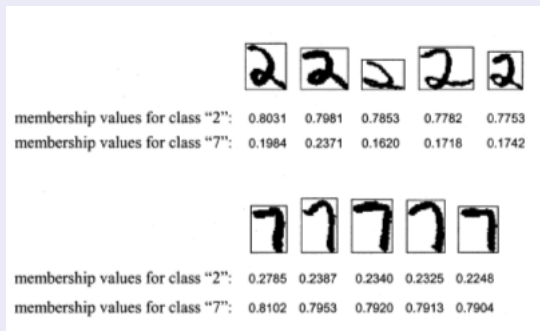 2 2 2 2 2
membership values for class “2”: 0.8031 0.7981 0.7853 0.7782 0.7753
membership values for class “7”: 0.1984 0.2371 0.1620 0.1718 0.1742
7 7 7 7 7
membership values for class “2”: 0.2785 0.2387 0.2340 0.2325 0.2248
membership values for class “7”: 0.8102 0.7953 0.7920 0.7913 0.7904